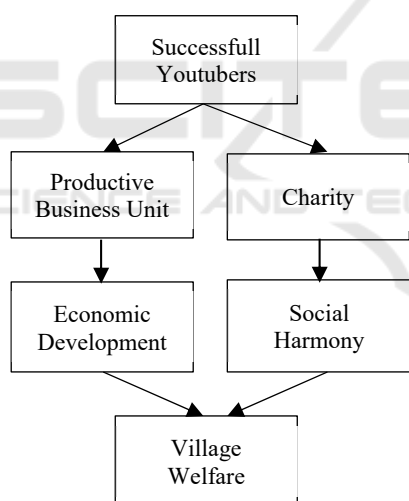 Successfull
Youtubers
Productive
Business Unit
Charity
Economic
Development
Social
Harmony
Village
Welfare